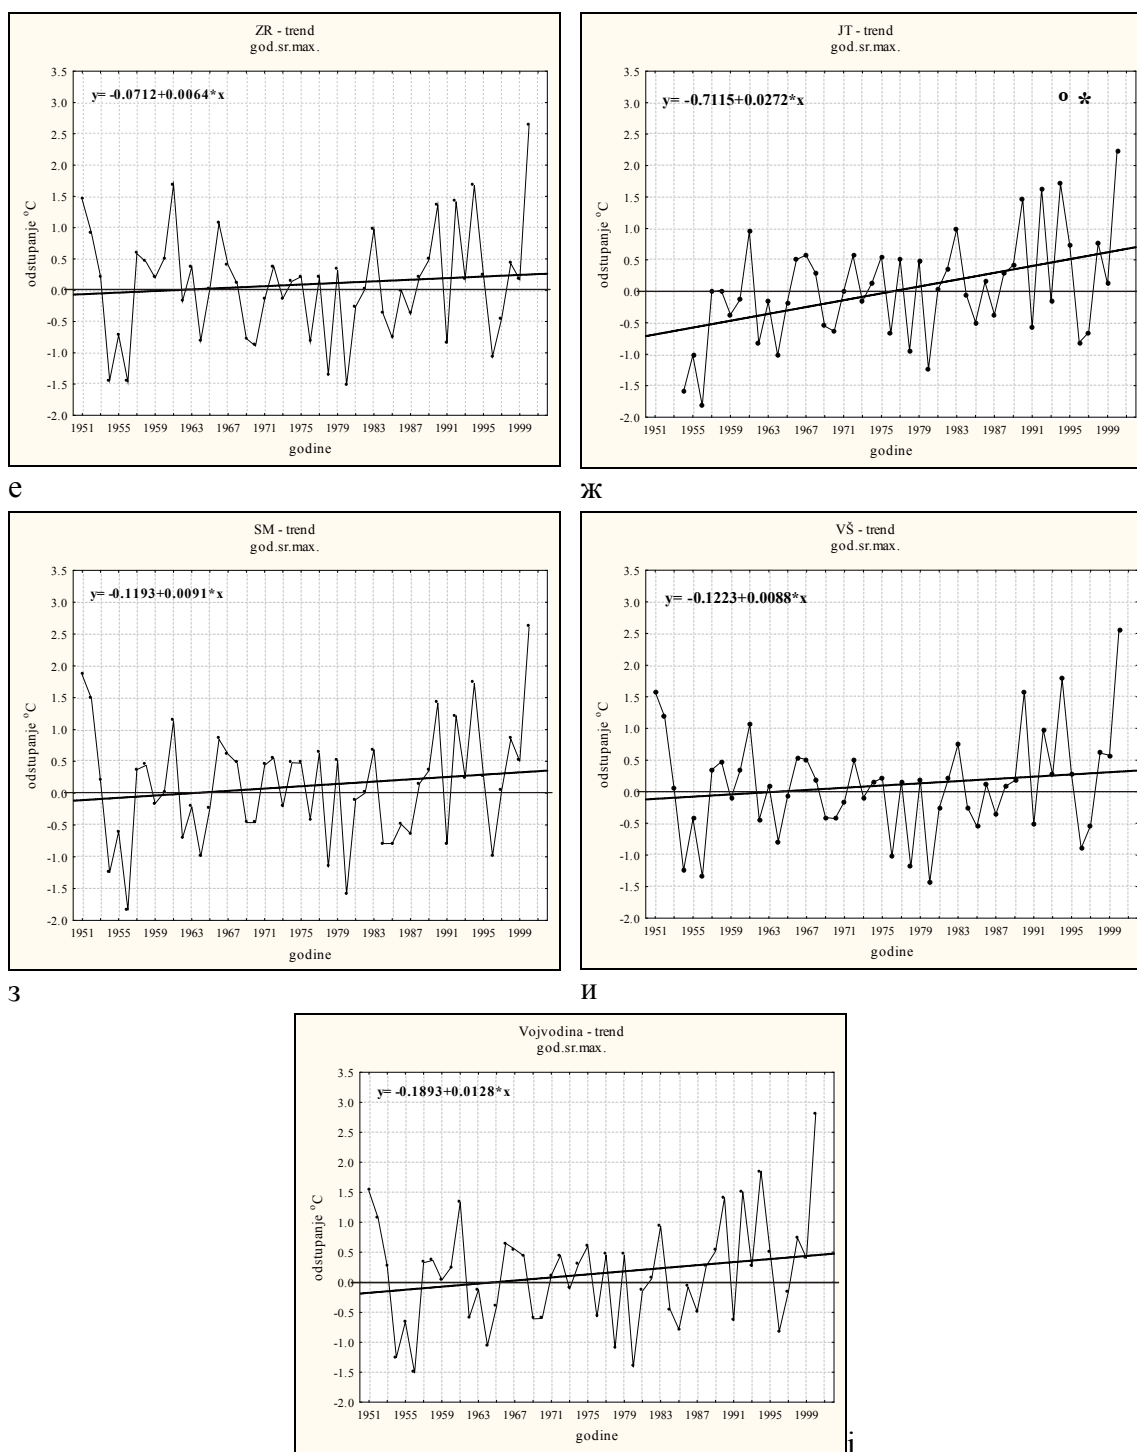 ZR - trend
god.sr.max.
y= -0.0712+0.0064*x
3.5
3.0
2.5
2.0
1.5
1.0
0.5
0.0
-0.5
-1.0
-1.5
-2.0
odstupanje °C
1951 1955 1959 1963 1967 1971 1975 1979 1983 1987 1991 1995 1999
godine
е
JT - trend
god.sr.max.
y= -0.7115+0.0272*x
o *
3.5
3.0
2.5
2.0
1.5
1.0
0.5
0.0
-0.5
-1.0
-1.5
-2.0
odstupanje °C
1951 1955 1959 1963 1967 1971 1975 1979 1983 1987 1991 1995 1999
godine
ж
SM - trend
god.sr.max.
y= -0.1193+0.0091*x
3.5
3.0
2.5
2.0
1.5
1.0
0.5
0.0
-0.5
-1.0
-1.5
-2.0
odstupanje °C
1951 1955 1959 1963 1967 1971 1975 1979 1983 1987 1991 1995 1999
godine
з
VŠ - trend
god.sr.max.
y= -0.1223+0.0088*x
3.5
3.0
2.5
2.0
1.5
1.0
0.5
0.0
-0.5
-1.0
-1.5
-2.0
odstupanje °C
1951 1955 1959 1963 1967 1971 1975 1979 1983 1987 1991 1995 1999
godine
и
Vojvodina - trend
god.sr.max.
y= -0.1893+0.0128*x
3.5
3.0
2.5
2.0
1.5
1.0
0.5
0.0
-0.5
-1.0
-1.5
-2.0
odstupanje °C
1951 1955 1959 1963 1967 1971 1975 1979 1983 1987 1991 1995 1999
godine